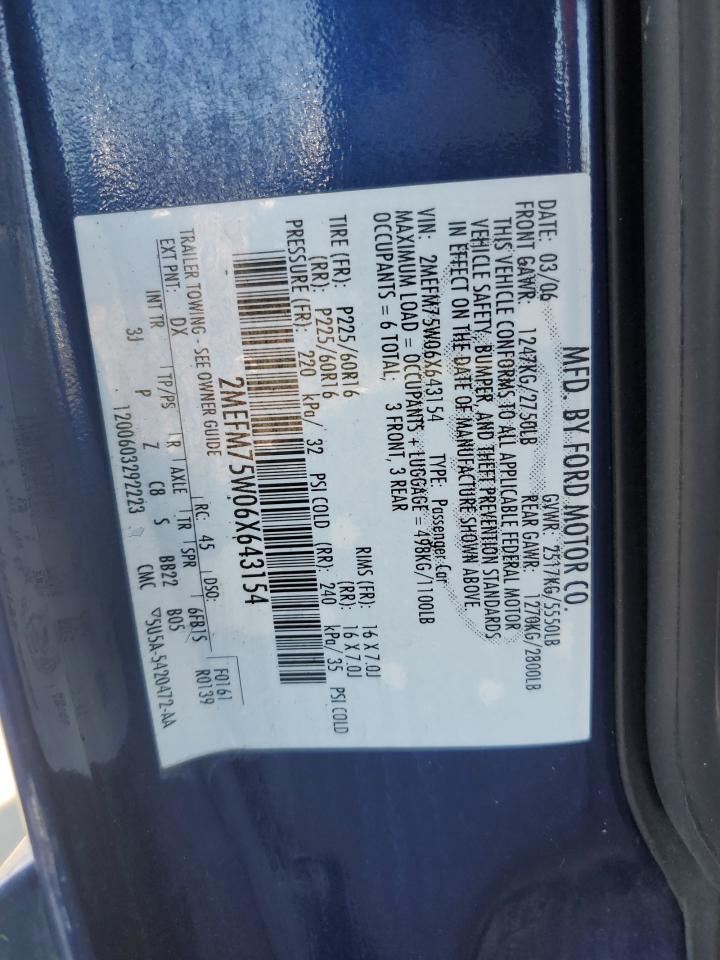 MFD. BY FORD MOTOR CO.
DATE: 03/06 GVWR: 2517KG/5550LB
FRONT GAWR: 1247KG/2750LB REAR GAWR: 1270KG/2800LB
THIS VEHICLE CONFORMS TO ALL APPLICABLE FEDERAL MOTOR
VEHICLE SAFETY, BUMPER, AND THEFT PREVENTION STANDARDS
IN EFFECT ON THE DATE OF MANUFACTURE SHOWN ABOVE.
VIN: 2MEFM75W06X643154 TYPE: Passenger Car
MAXIMUM LOAD = OCCUPANTS + LUGGAGE = 498KG/1100LB
OCCUPANTS = 6 TOTAL, 3 FRONT, 3 REAR
TIRE (FR): P225/60R16 RIMS (FR): 16 X 7.0J
(RR): P225/60R16 (RR): 16 X 7.0J
PRESSURE (FR): 220 kPa/ 32 PSI COLD (RR): 240 kPa/ 35 PSI COLD
2MEFM75W06X643154
TRAILER TOWING - SEE OWNER GUIDE
EXT PNT: DX RC: 45 DSO: F0161
R0139
INT TR TP/PS R AXLE TR SPR 6FB15
3J P Z C8 S BB22 B05
1200603292223 CMC ▽5U5A-5420472-AA